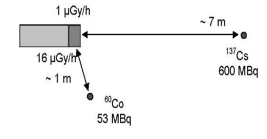 1 µGy/h
~ 7 m
16 µGy/h
~ 1 m
¹³⁷Cs
600 MBq
⁶⁰Co
53 MBq